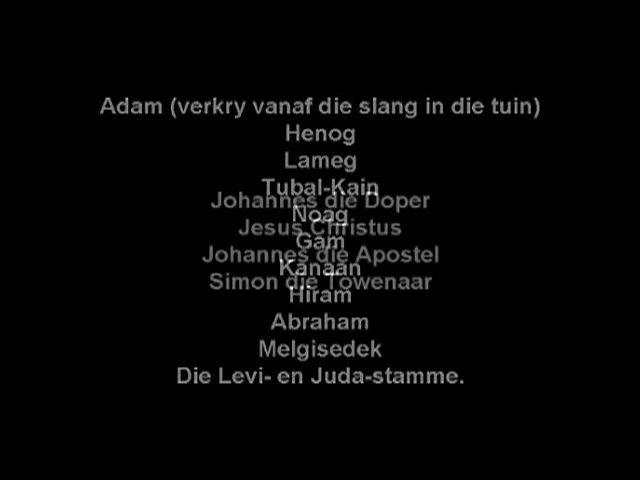 Adam (verkry vanaf die slang in die tuin)
Henog
Lameg
Tubal-Kain
Johannes die Doper
Noag
Jesus Christus
Gam
Johannes die Apostel
Kanaän
Simon die Towenaar
Hiram
Abraham
Melgisedek
Die Levi- en Juda-stamme.